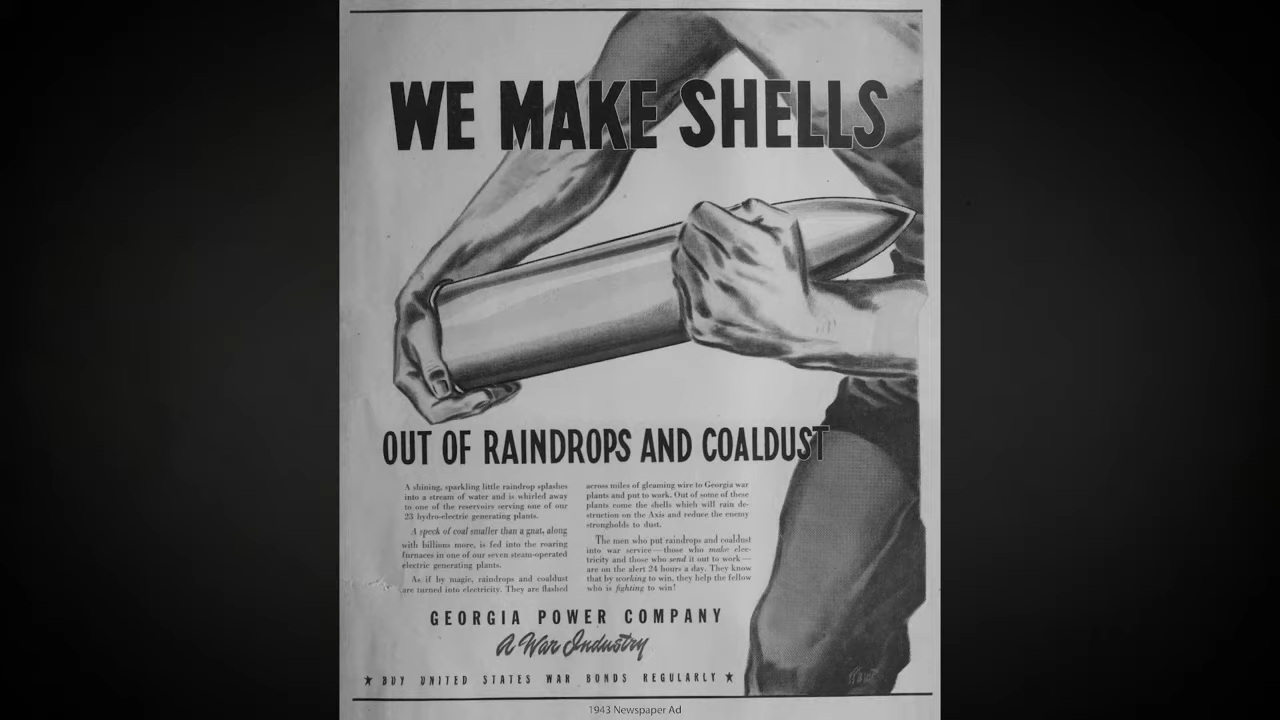 WE MAKE SHELLS
OUT OF RAINDROPS AND COALDUST
A shining, sparkling little raindrop splashes
into a stream of water and is whirled away
to one of the reservoirs serving one of our
23 hydro-electric generating plants.
A speck of coal smaller than a gnat, along
with billions more, is fed into the roaring
furnaces in one of our seven steam-operated
electric generating plants.
As if by magic, raindrops and coaldust
are turned into electricity. They are flashed
across miles of gleaming wire to Georgia war
plants and put to work. Out of some of these
plants come the shells which will rain de-
struction on the Axis and reduce the enemy
strongholds to dust.
The men who put raindrops and coaldust
into war service—those who make elec-
tricity and those who send it out to work—
are on the alert 24 hours a day. They know
that by working to win, they help the fellow
who is fighting to win!
GEORGIA POWER COMPANY
A War Industry
★ BUY UNITED STATES WAR BONDS REGULARLY ★
1943 Newspaper Ad